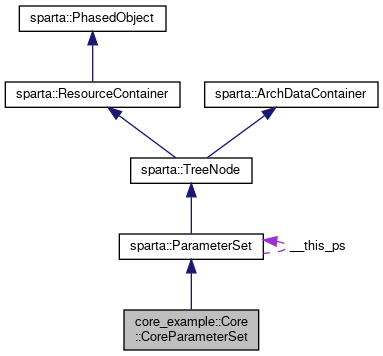 sparta::PhasedObject
sparta::ResourceContainer
sparta::ArchDataContainer
sparta::TreeNode
sparta::ParameterSet
__this_ps
core_example::Core
::CoreParameterSet